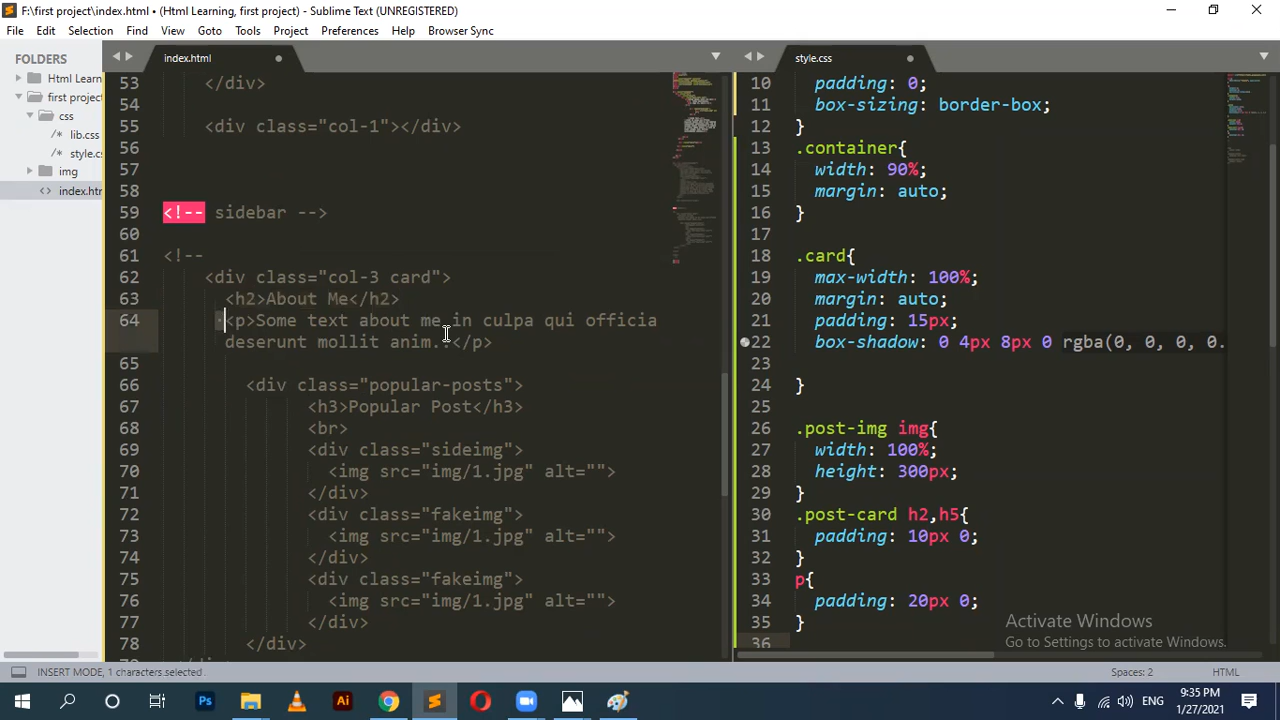 F:\first project\index.html • (Html Learning, first project) - Sublime Text (UNREGISTERED)
File Edit Selection Find View Goto Tools Project Preferences Help Browser Sync
FOLDERS
Html Learn
first project
css
lib.css
style.cs
img
index.htm
index.html
53 </div>
54
55 <div class="col-1"></div>
56
57
58
59 <!-- sidebar -->
60
61 <!--
62 <div class="col-3 card">
63 <h2>About Me</h2>
64 <p>Some text about me in culpa qui officia
deserunt mollit anim..</p>
65
66 <div class="popular-posts">
67 <h3>Popular Post</h3>
68 <br>
69 <div class="sideimg">
70 <img src="img/1.jpg" alt="">
71 </div>
72 <div class="fakeimg">
73 <img src="img/1.jpg" alt="">
74 </div>
75 <div class="fakeimg">
76 <img src="img/1.jpg" alt="">
77 </div>
78 </div>
style.css
10 padding: 0;
11 box-sizing: border-box;
12 }
13 .container{
14 width: 90%;
15 margin: auto;
16 }
17
18 .card{
19 max-width: 100%;
20 margin: auto;
21 padding: 15px;
22 box-shadow: 0 4px 8px 0 rgba(0, 0, 0, 0.
23
24 }
25
26 .post-img img{
27 width: 100%;
28 height: 300px;
29 }
30 .post-card h2,h5{
31 padding: 10px 0;
32 }
33 p{
34 padding: 20px 0;
35 }
36
Activate Windows
Go to Settings to activate Windows.
INSERT MODE, 1 characters selected
Spaces: 2
HTML
Ps
Ai
ENG
9:35 PM
1/27/2021